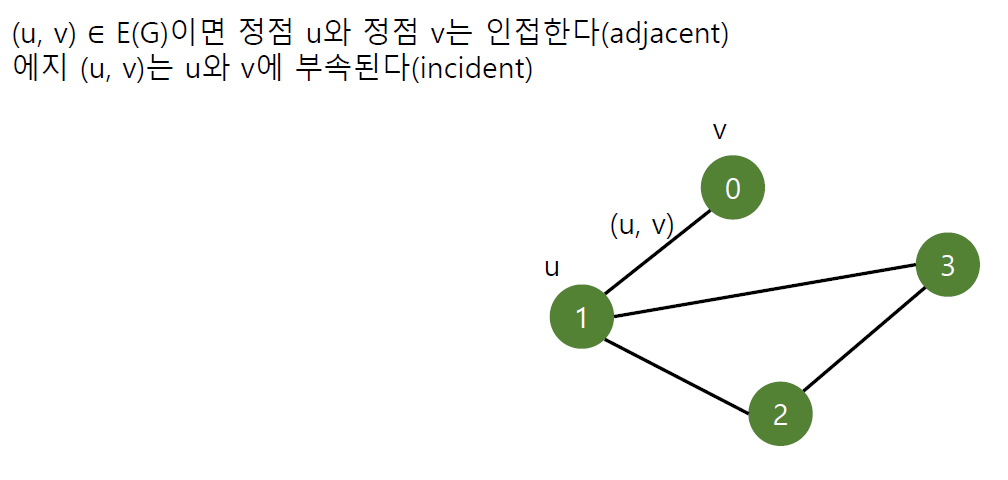 (u, v) ∈ E(G)이면 정점 u와 정점 v는 인접한다(adjacent)
에지 (u, v)는 u와 v에 부속된다(incident)
v
0
(u, v)
u
3
1
2